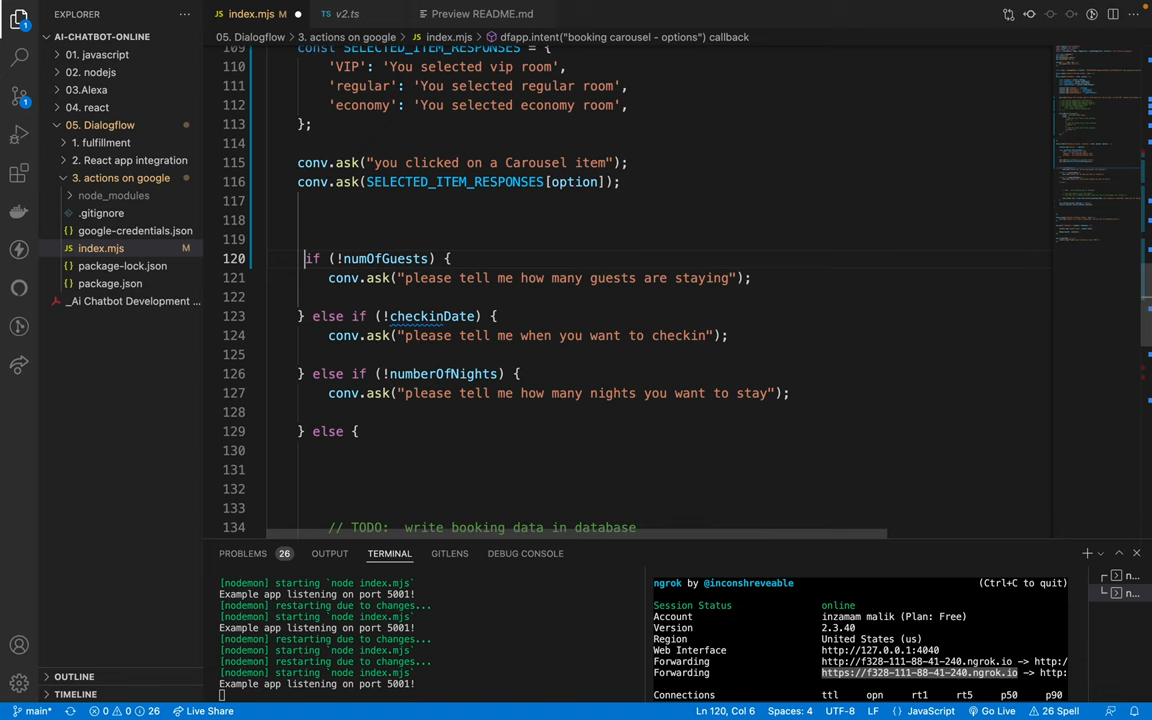 EXPLORER
index.mjs M
v2.ts
Preview README.md
AI-CHATBOT-ONLINE
05. Dialogflow > 3. actions on google > index.mjs > dfapp.intent("booking carousel - options") callback
01. javascript
02. nodejs
03.Alexa
04. react
05. Dialogflow
1. fulfillment
2. React app integration
3. actions on google
node_modules
.gitignore
google-credentials.json
index.mjs M
package-lock.json
package.json
_Ai Chatbot Development ...
109 const SELECTED_ITEM_RESPONSES = {
110 'VIP': 'You selected vip room',
111 'regular': 'You selected regular room',
112 'economy': 'You selected economy room',
113 };
114
115 conv.ask("you clicked on a Carousel item");
116 conv.ask(SELECTED_ITEM_RESPONSES[option]);
117
118
119
120 if (!numOfGuests) {
121 conv.ask("please tell me how many guests are staying");
122
123 } else if (!checkinDate) {
124 conv.ask("please tell me when you want to checkin");
125
126 } else if (!numberOfNights) {
127 conv.ask("please tell me how many nights you want to stay");
128
129 } else {
130
131
132
133
134 // TODO: write booking data in database
PROBLEMS 26 OUTPUT TERMINAL GITLENS DEBUG CONSOLE
[nodemon] starting `node index.mjs`
Example app listening on port 5001!
[nodemon] restarting due to changes...
[nodemon] starting `node index.mjs`
Example app listening on port 5001!
[nodemon] restarting due to changes...
[nodemon] starting `node index.mjs`
[nodemon] restarting due to changes...
[nodemon] starting `node index.mjs`
Example app listening on port 5001!
ngrok by @inconshreveable (Ctrl+C to quit)
Session Status online
Account inzamam malik (Plan: Free)
Version 2.3.40
Region United States (us)
Web Interface http://127.0.0.1:4040
Forwarding http://f328-111-88-41-240.ngrok.io -> http:/
Forwarding https://f328-111-88-41-240.ngrok.io -> http:
Connections ttl opn rt1 rt5 p50 p90
n...
n...
OUTLINE
TIMELINE
main* 0 0 26 Live Share Ln 120, Col 6 Spaces: 4 UTF-8 LF JavaScript Go Live 26 Spell